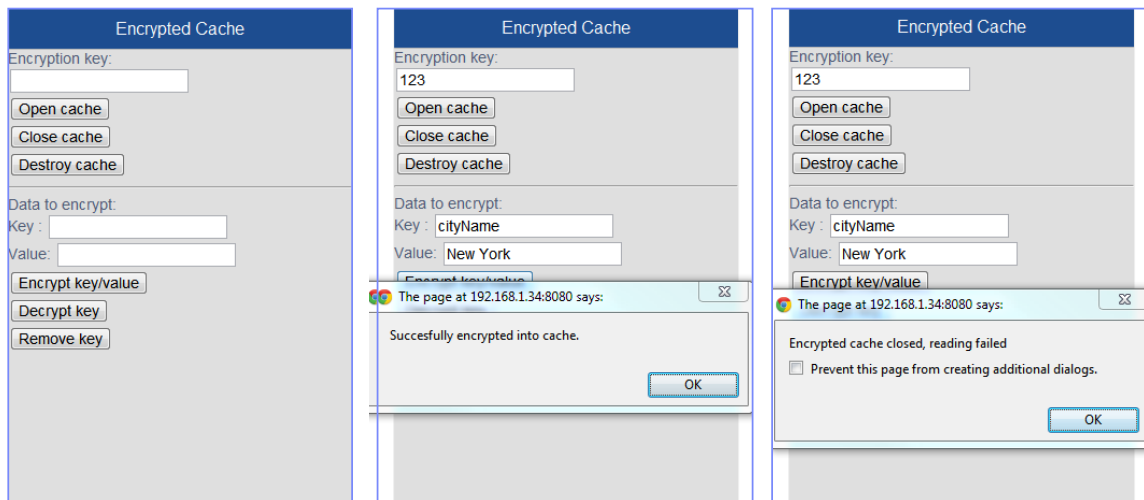 Encrypted Cache
Encryption key:
Open cache
Close cache
Destroy cache
Data to encrypt:
Key :
Value:
Encrypt key/value
Decrypt key
Remove key
Encrypted Cache
Encryption key:
123
Open cache
Close cache
Destroy cache
Data to encrypt:
Key : cityName
Value: New York
Encrypt key/value
The page at 192.168.1.34:8080 says:
Succesfully encrypted into cache.
OK
Encrypted Cache
Encryption key:
123
Open cache
Close cache
Destroy cache
Data to encrypt:
Key : cityName
Value: New York
Encrypt key/value
The page at 192.168.1.34:8080 says:
Encrypted cache closed, reading failed
Prevent this page from creating additional dialogs.
OK